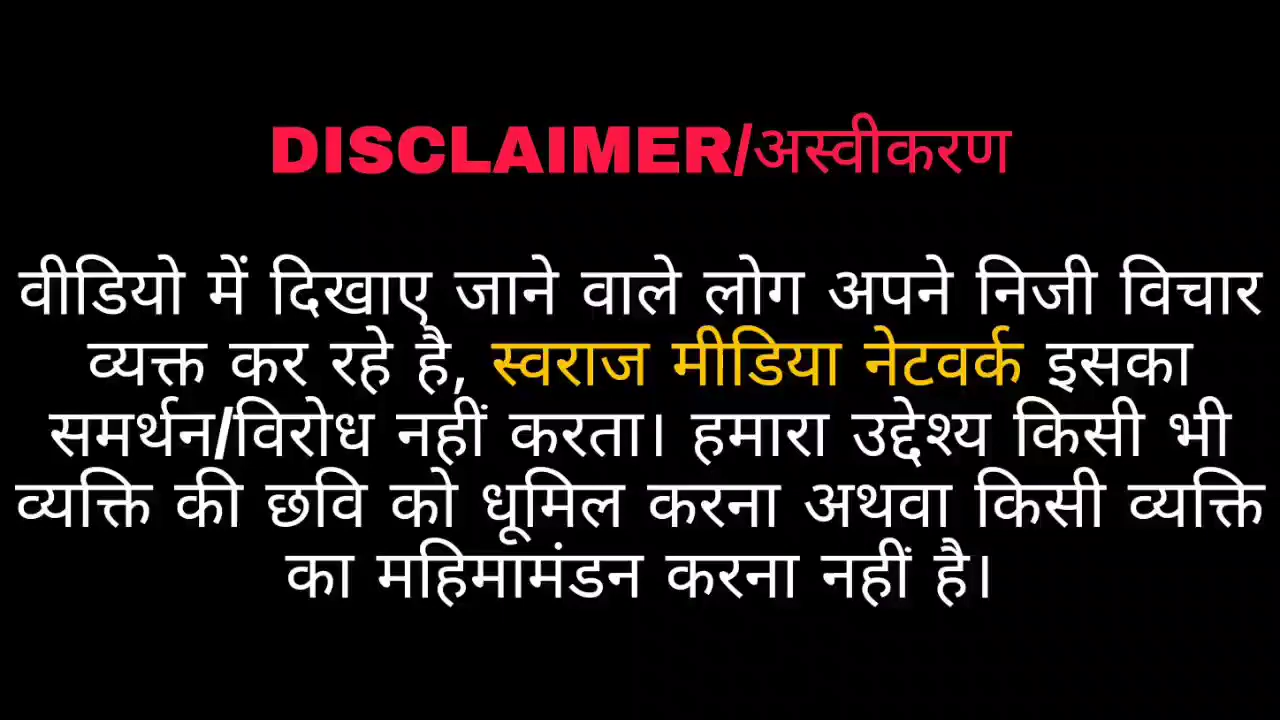 DISCLAIMER/अस्वीकरण
वीडियो में दिखाए जाने वाले लोग अपने निजी विचार
व्यक्त कर रहे है, स्वराज मीडिया नेटवर्क इसका
समर्थन/विरोध नहीं करता। हमारा उद्देश्य किसी भी
व्यक्ति की छवि को धूमिल करना अथवा किसी व्यक्ति
का महिमामंडन करना नहीं है।